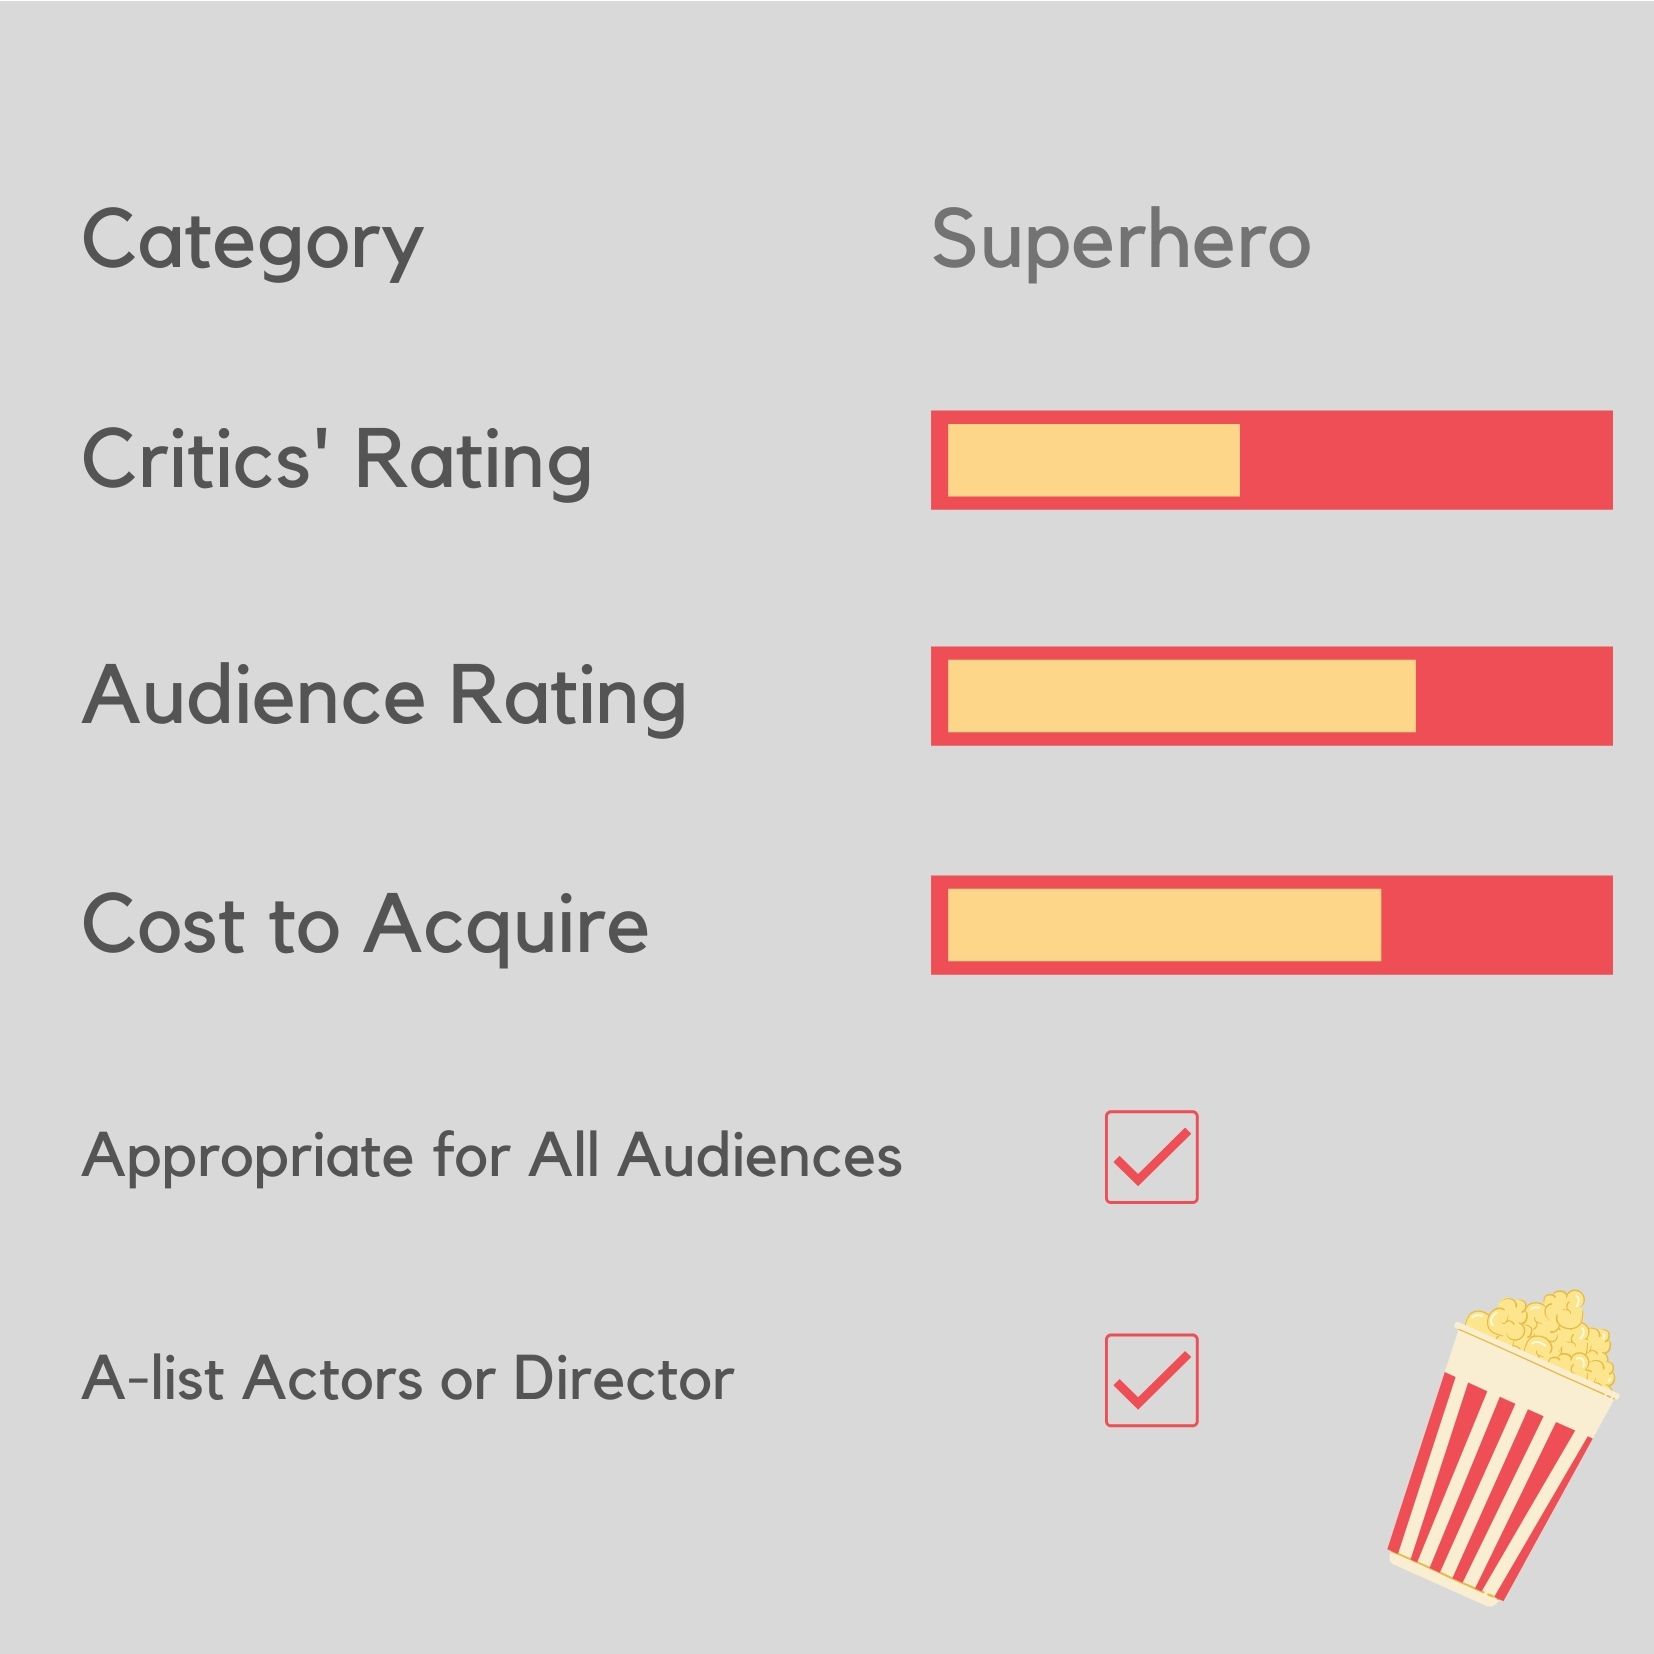 Category Superhero
Critics' Rating
Audience Rating
Cost to Acquire
Appropriate for All Audiences
A-list Actors or Director